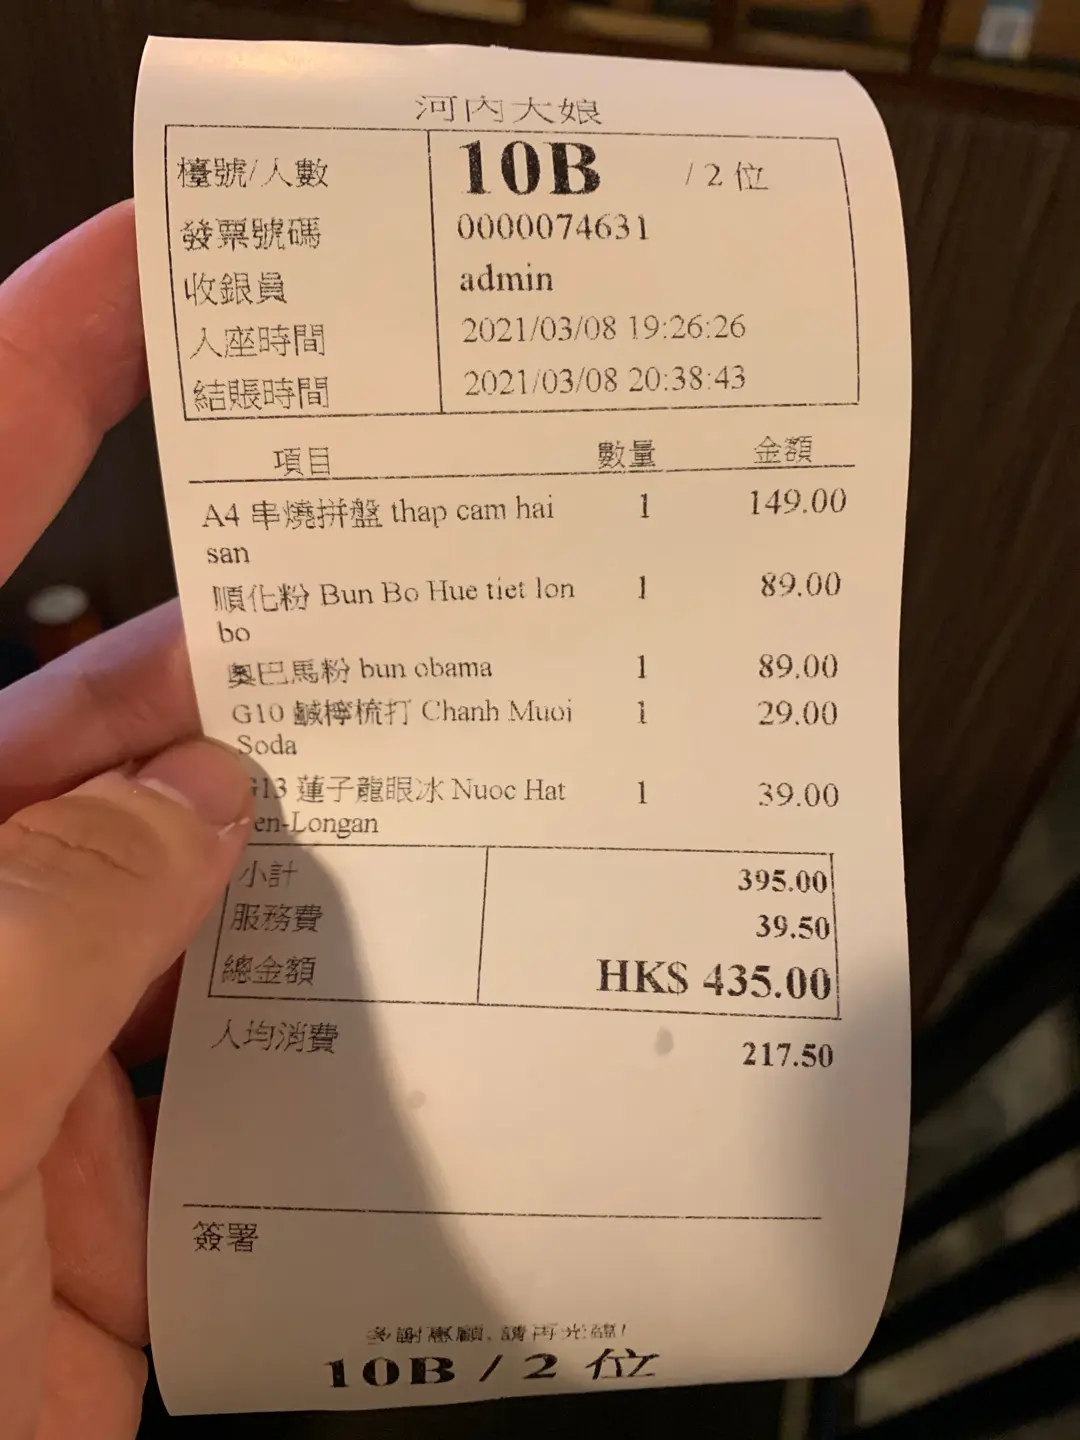 河內大娘
檯號/人數 10B / 2 位
發票號碼 0000074631
收銀員 admin
入座時間 2021/03/08 19:26:26
結賬時間 2021/03/08 20:38:43
項目 數量 金額
A4 串燒拼盤 thap cam hai 1 149.00
san
順化粉 Bun Bo Hue tiet lon 1 89.00
bo
奧巴馬粉 bun obama 1 89.00
G10 鹹檸梳打 Chanh Muoi 1 29.00
Soda
13 蓮子龍眼冰 Nuoc Hat 1 39.00
en-Longan
小計 395.00
服務費 39.50
總金額 HK$ 435.00
人均消費 217.50
簽署
多謝惠顧, 請再光臨!
10B / 2 位